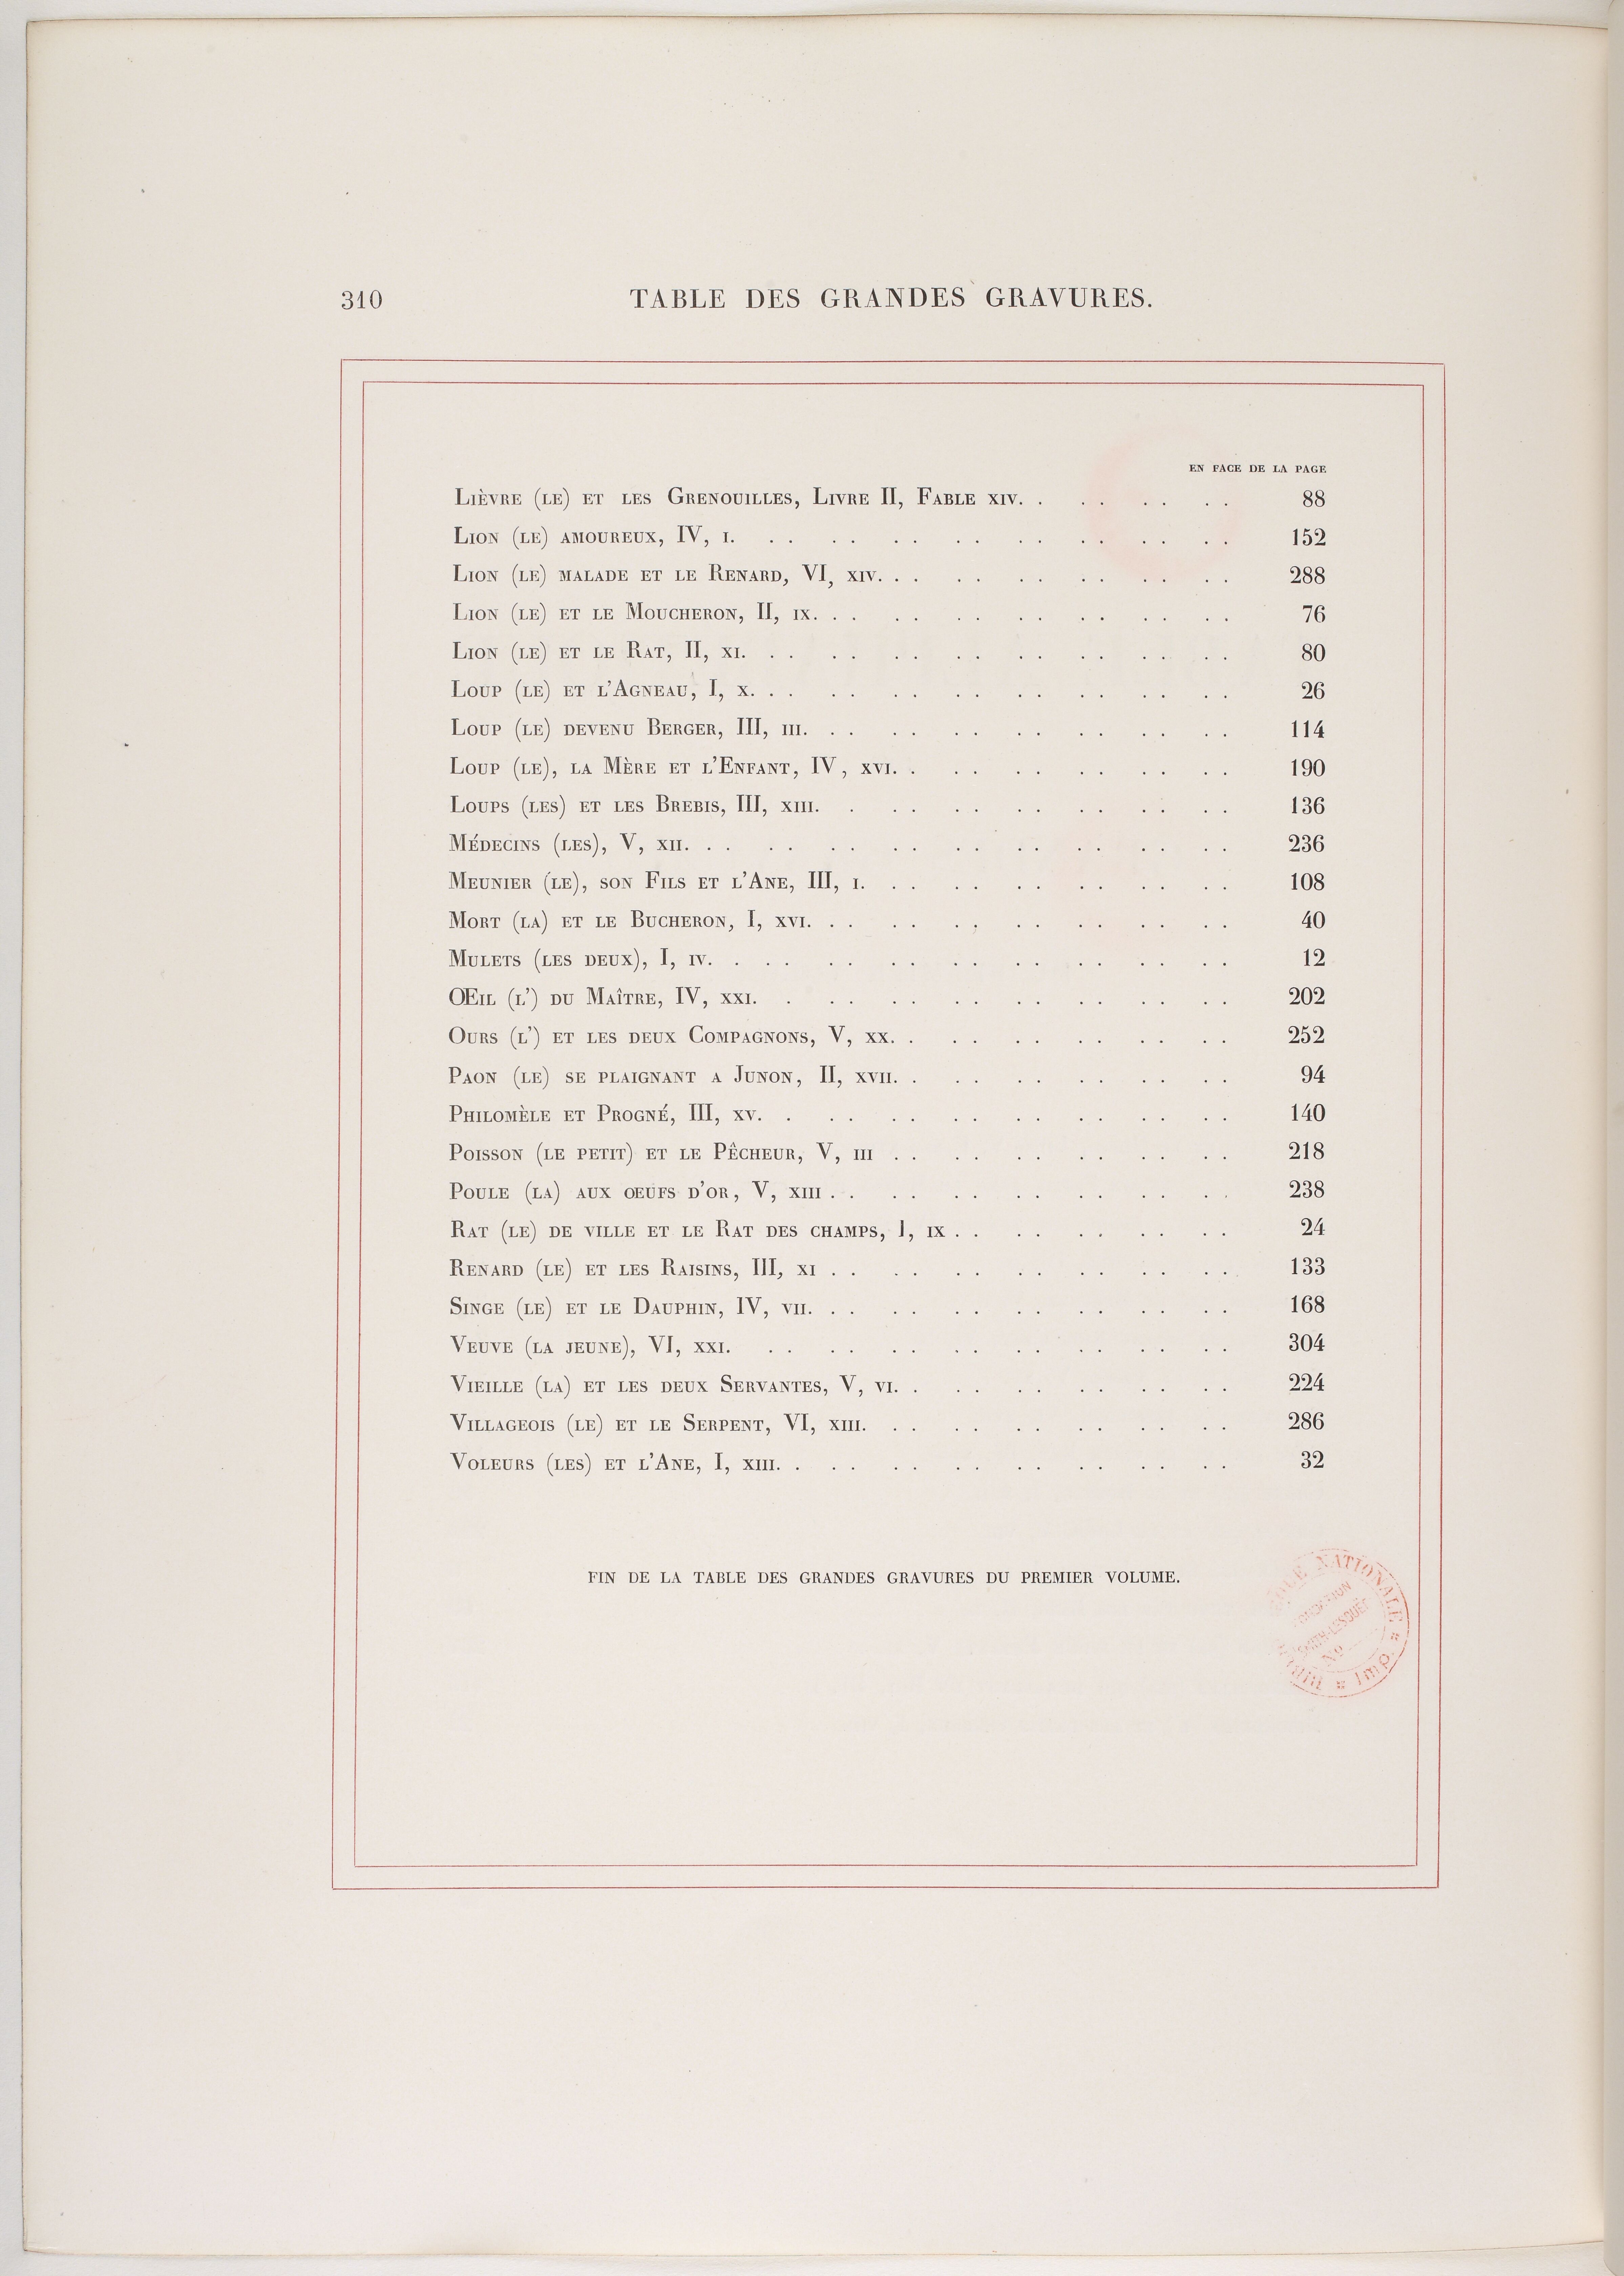 310
TABLE DES GRANDES GRAVURES.
EN FACE DE LA PAGE
Lièvre (le) et les Grenouilles, Livre II, Fable xiv. . . . . . . 88
Lion (le) amoureux, IV, i. . . . . . . . . . . . . . . . . 152
Lion (le) malade et le Renard, VI, xiv. . . . . . . . . . . . . 288
Lion (le) et le Moucheron, II, ix. . . . . . . . . . . . . . . 76
Lion (le) et le Rat, II, xi. . . . . . . . . . . . . . . . . 80
Loup (le) et l'Agneau, I, x. . . . . . . . . . . . . . . . . 26
Loup (le) devenu Berger, III, iii. . . . . . . . . . . . . . . 114
Loup (le), la Mère et l'Enfant, IV, xvi. . . . . . . . . . . . 190
Loups (les) et les Brebis, III, xiii. . . . . . . . . . . . . . 136
Médecins (les), V, xii. . . . . . . . . . . . . . . . . . . 236
Meunier (le), son Fils et l'Ane, III, i. . . . . . . . . . . . . 108
Mort (la) et le Bucheron, I, xvi. . . . . . . . . . . . . . . 40
Mulets (les deux), I, iv. . . . . . . . . . . . . . . . . . 12
OEil (l') du Maître, IV, xxi. . . . . . . . . . . . . . . . 202
Ours (l') et les deux Compagnons, V, xx. . . . . . . . . . . . 252
Paon (le) se plaignant a Junon, II, xvii. . . . . . . . . . . . 94
Philomèle et Progné, III, xv. . . . . . . . . . . . . . . . 140
Poisson (le petit) et le Pêcheur, V, iii . . . . . . . . . . . . 218
Poule (la) aux oeufs d'or, V, xiii . . . . . . . . . . . . . . 238
Rat (le) de ville et le Rat des champs, I, ix . . . . . . . . . . 24
Renard (le) et les Raisins, III, xi . . . . . . . . . . . . . . 133
Singe (le) et le Dauphin, IV, vii. . . . . . . . . . . . . . . 168
Veuve (la jeune), VI, xxi. . . . . . . . . . . . . . . . . 304
Vieille (la) et les deux Servantes, V, vi. . . . . . . . . . . . 224
Villageois (le) et le Serpent, VI, xiii. . . . . . . . . . . . . 286
Voleurs (les) et l'Ane, I, xiii. . . . . . . . . . . . . . . . 32
FIN DE LA TABLE DES GRANDES GRAVURES DU PREMIER VOLUME.
NATIONALE
Imp.
No